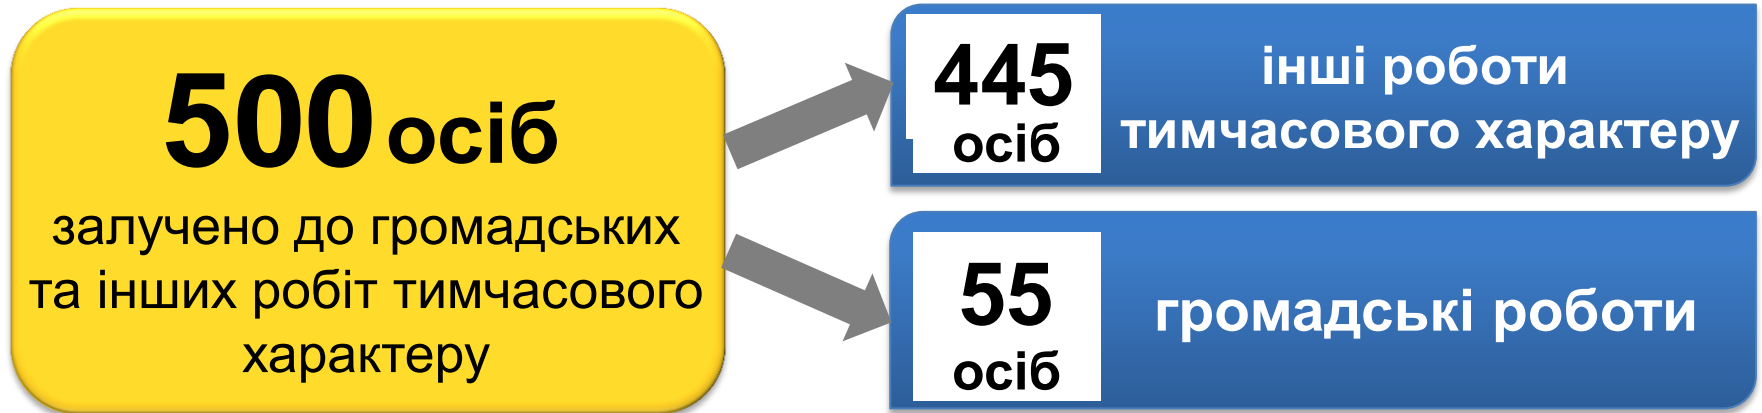 500 осіб
залучено до громадських
та інших робіт тимчасового
характеру
445
осіб
інші роботи
тимчасового характеру
55
осіб
громадські роботи